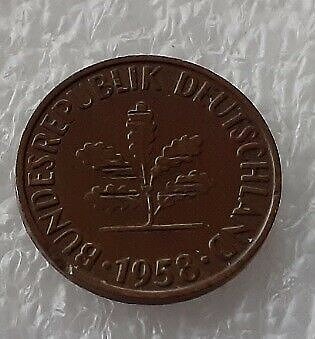 BUNDESREPUBLIK DEUTSCHLAND
· 1958 ·